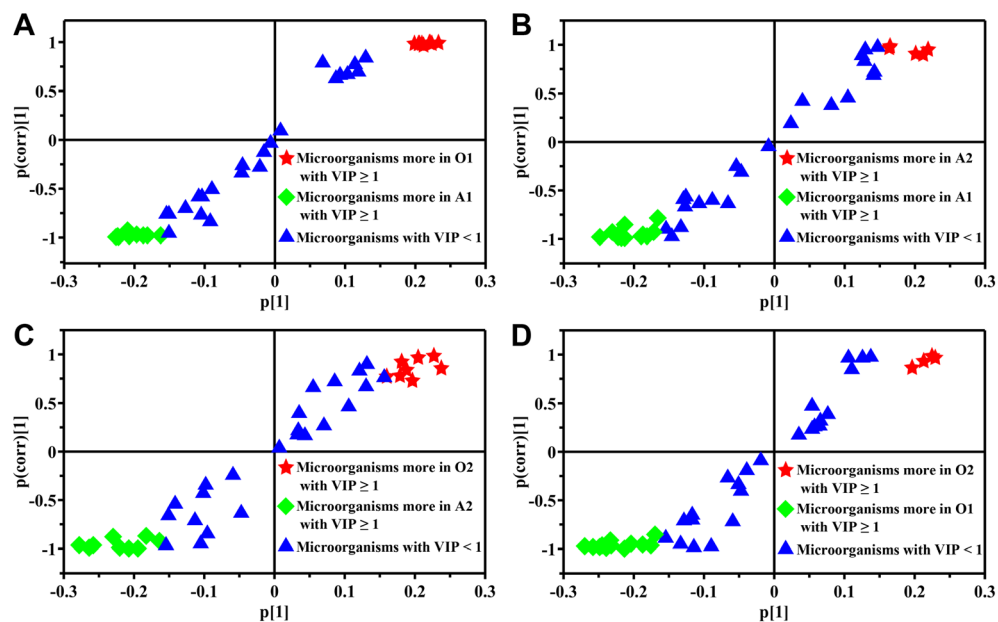 A
p(corr)[1]
1
0.5
0
-0.5
-1
Microorganisms more in O1
with VIP ≥ 1
Microorganisms more in A1
with VIP ≥ 1
Microorganisms with VIP < 1
-0.3 -0.2 -0.1 0 0.1 0.2 0.3
p[1]
B
p(corr)[1]
1
0.5
0
-0.5
-1
Microorganisms more in A2
with VIP ≥ 1
Microorganisms more in A1
with VIP ≥ 1
Microorganisms with VIP < 1
-0.3 -0.2 -0.1 0 0.1 0.2 0.3
p[1]
C
p(corr)[1]
1
0.5
0
-0.5
-1
Microorganisms more in O2
with VIP ≥ 1
Microorganisms more in A2
with VIP ≥ 1
Microorganisms with VIP < 1
-0.3 -0.2 -0.1 0 0.1 0.2 0.3
p[1]
D
p(corr)[1]
1
0.5
0
-0.5
-1
Microorganisms more in O2
with VIP ≥ 1
Microorganisms more in O1
with VIP ≥ 1
Microorganisms with VIP < 1
-0.3 -0.2 -0.1 0 0.1 0.2 0.3
p[1]